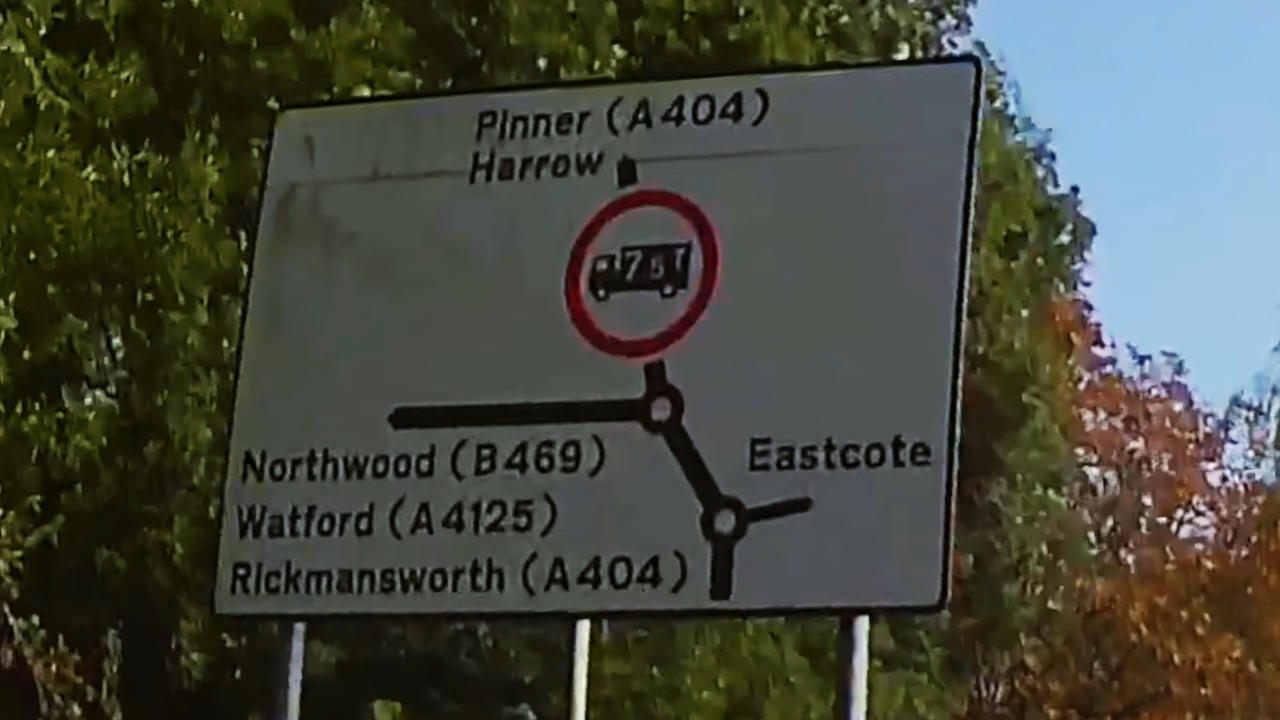 Pinner (A404)
Harrow
7.5T
Northwood (B469)
Eastcote
Watford (A4125)
Rickmansworth (A404)